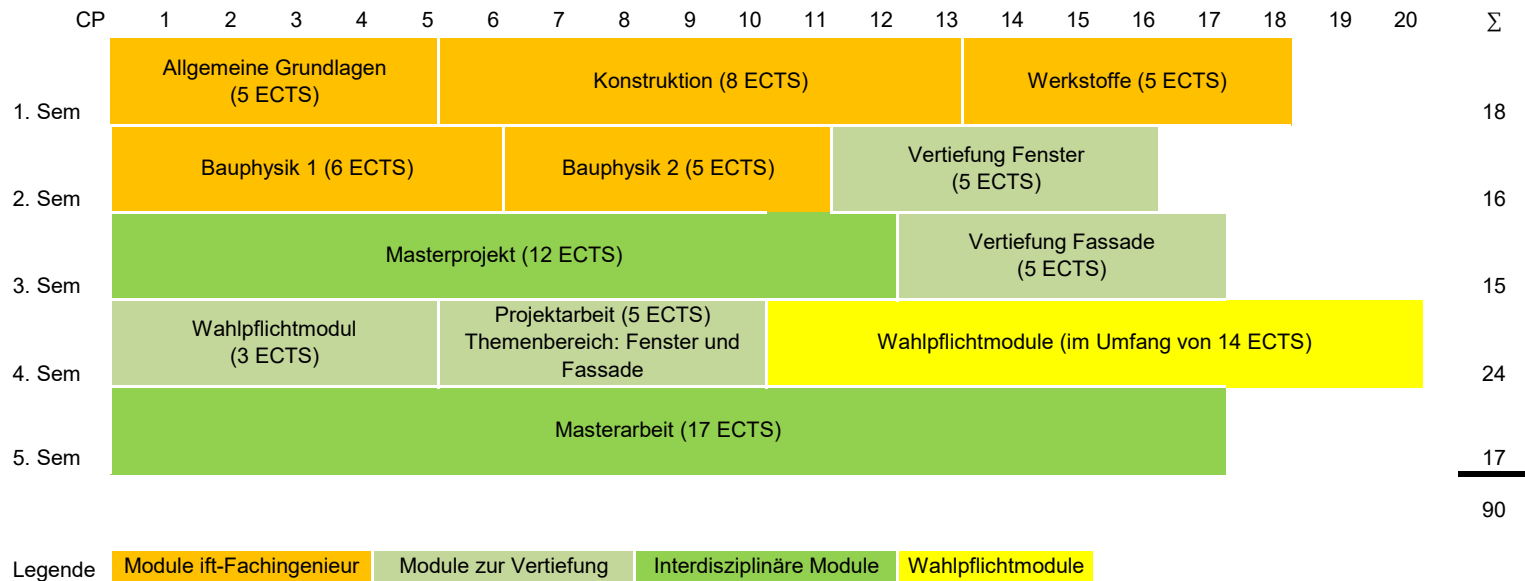 CP 1 2 3 4 5 6 7 8 9 10 11 12 13 14 15 16 17 18 19 20 Σ
Allgemeine Grundlagen
(5 ECTS)
Konstruktion (8 ECTS)
Werkstoffe (5 ECTS)
1. Sem
18
Bauphysik 1 (6 ECTS)
Bauphysik 2 (5 ECTS)
Vertiefung Fenster
(5 ECTS)
2. Sem
16
Masterprojekt (12 ECTS)
Vertiefung Fassade
(5 ECTS)
3. Sem
15
Wahlpflichtmodul
(3 ECTS)
Projektarbeit (5 ECTS)
Themenbereich: Fenster und
Fassade
Wahlpflichtmodule (im Umfang von 14 ECTS)
4. Sem
24
Masterarbeit (17 ECTS)
5. Sem
17
90
Legende Module ift-Fachingenieur Module zur Vertiefung Interdisziplinäre Module Wahlpflichtmodule